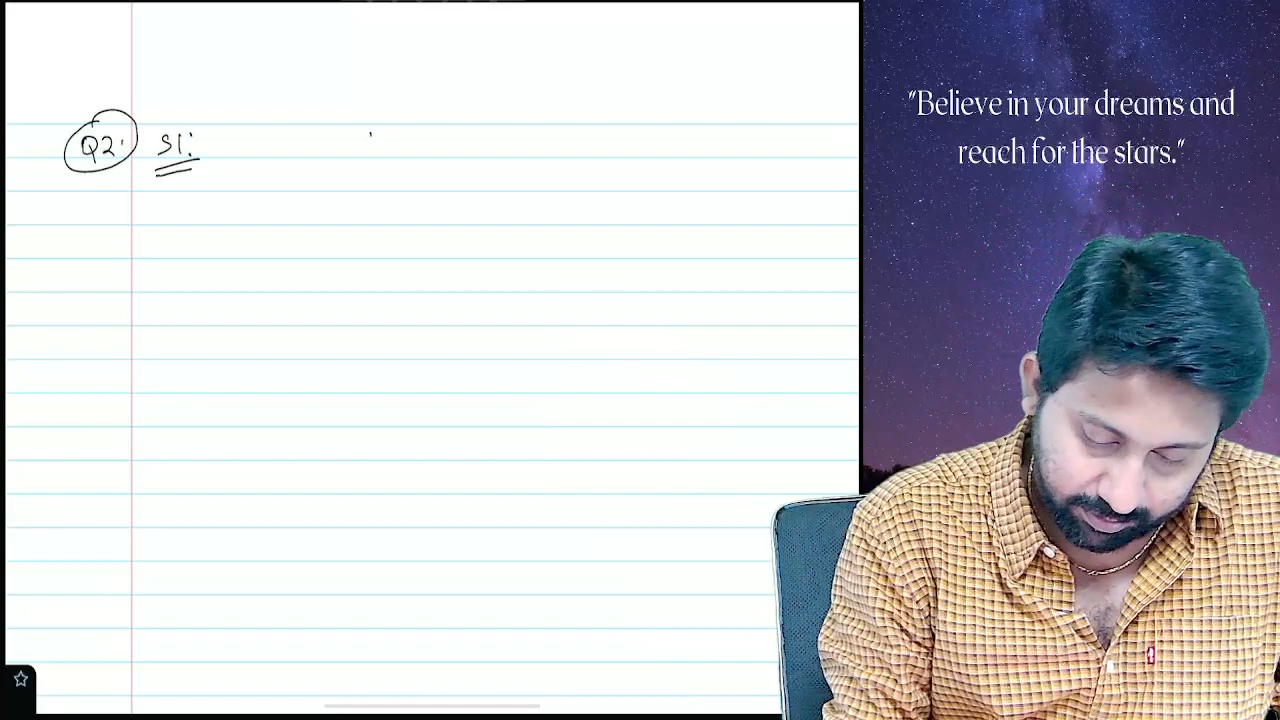 Q2. S1:
"Believe in your dreams and
reach for the stars."